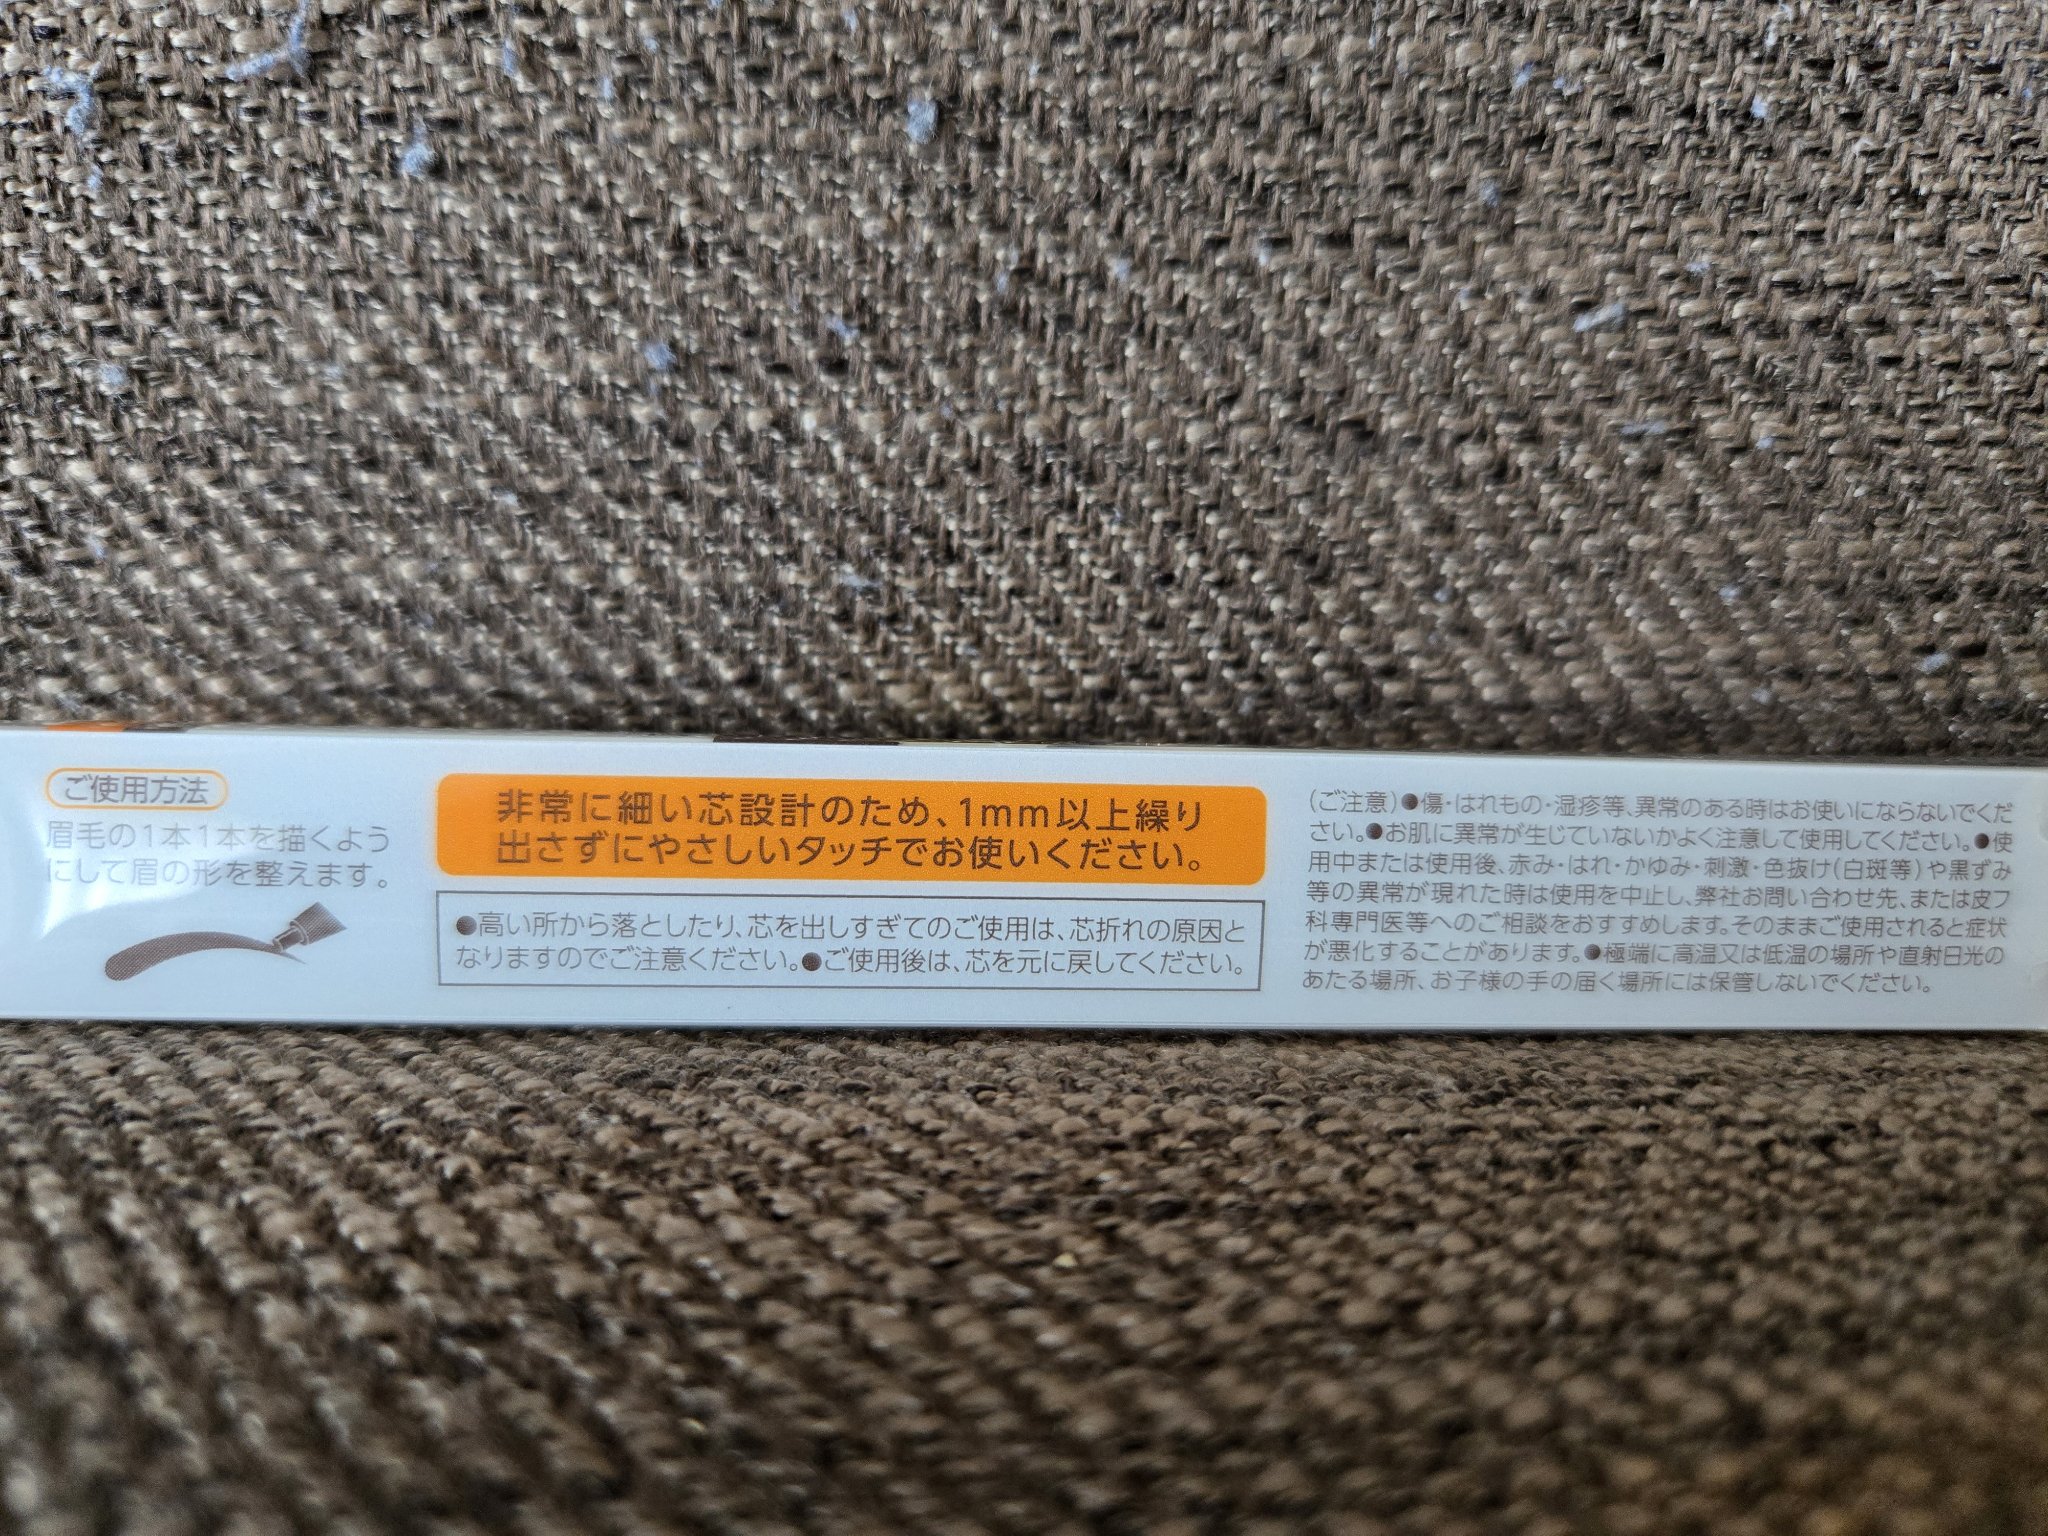 ご使用方法
眉毛の1本1本を描くよう
にして眉の形を整えます。
非常に細い芯設計のため、1mm以上繰り
出さずにやさしいタッチでお使いください。
●高い所から落としたり、芯を出しすぎてのご使用は、芯折れの原因と
なりますのでご注意ください。●ご使用後は、芯を元に戻してください。
(ご注意)●傷・はれもの・湿疹等、異常のある時はお使いにならないでくだ
さい。●お肌に異常が生じていないかよく注意して使用してください。●使
用中または使用後、赤み・はれ・かゆみ・刺激・色抜け(白斑等)や黒ずみ
等の異常が現れた時は使用を中止し、弊社お問い合わせ先、または皮フ
科専門医等へのご相談をおすすめします。そのままご使用されると症状
が悪化することがあります。●極端に高温又は低温の場所や直射日光の
あたる場所、お子様の手の届く場所には保管しないでください。